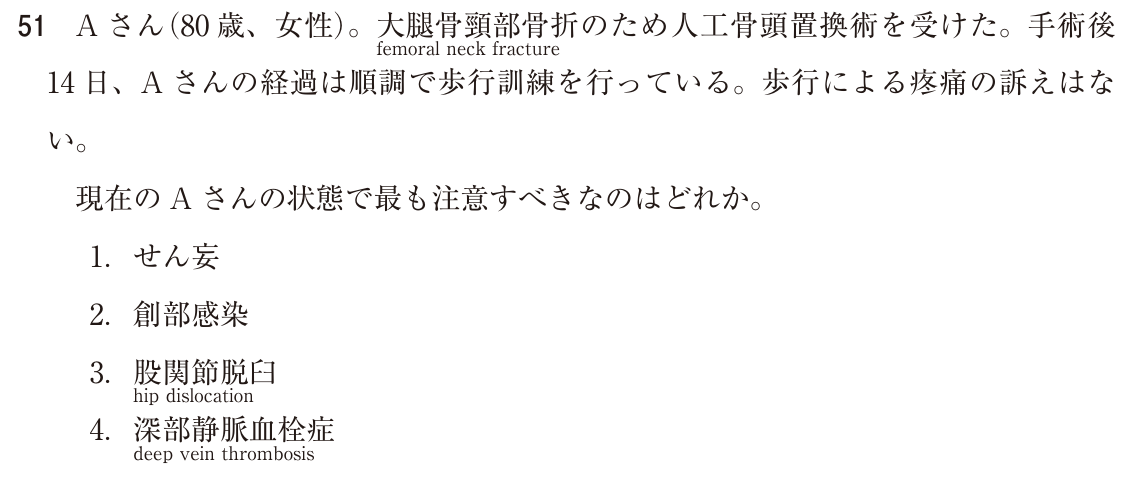 51 Aさん(80歳、女性)。大腿骨頸部骨折のため人工骨頭置換術を受けた。手術後
femoral neck fracture
14日、Aさんの経過は順調で歩行訓練を行っている。歩行による疼痛の訴えはな
い。
現在のAさんの状態で最も注意すべきなのはどれか。
1. せん妄
2. 創部感染
3. 股関節脱臼
hip dislocation
4. 深部静脈血栓症
deep vein thrombosis